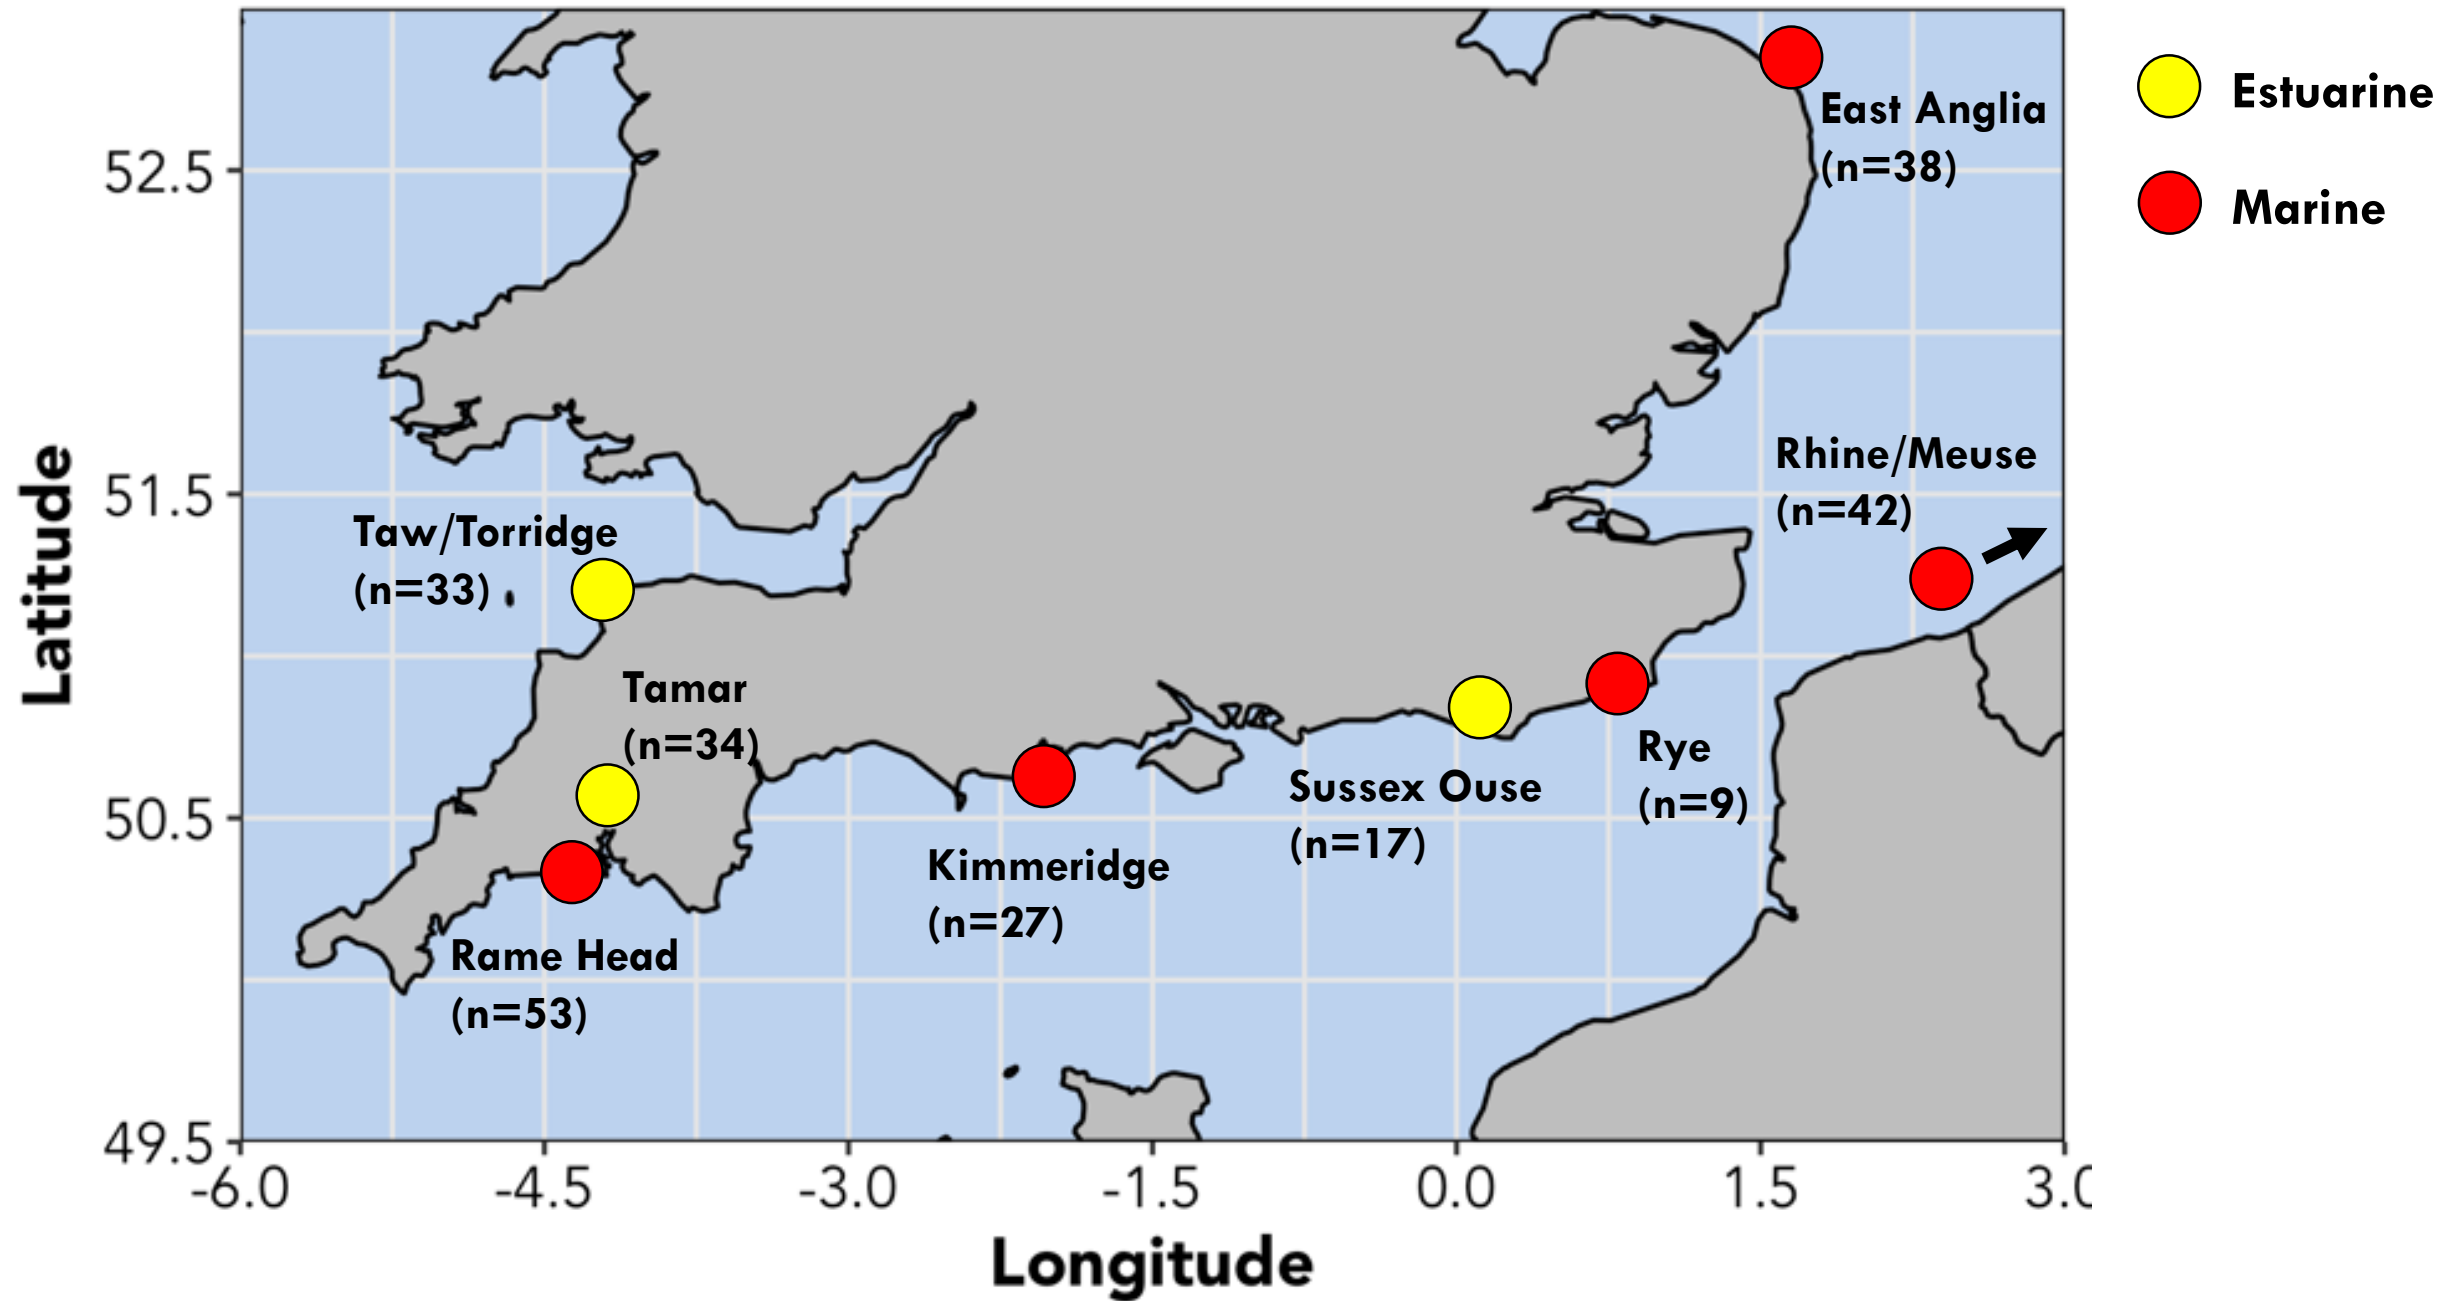 East Anglia
(n=38)
Estuarine
Marine
52.5
Rhine/Meuse
(n=42)
51.5
Taw/Torridge
(n=33)
Latitude
Tamar
(n=34)
Rye
(n=9)
Sussex Ouse
(n=17)
50.5
Kimmeridge
(n=27)
Rame Head
(n=53)
49.5
-6.0 -4.5 -3.0 -1.5 0.0 1.5 3.0
Longitude